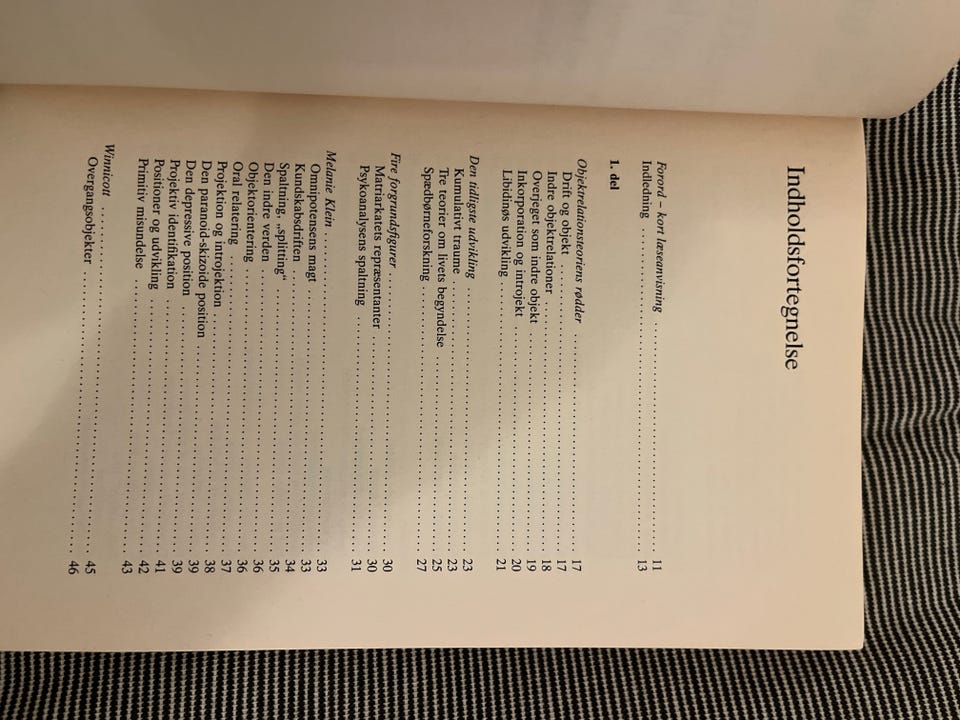 Indholdsfortegnelse
Forord – kort læseanvisning . . . . . . . . . . . . . . . . . . . . 11
Indledning . . . . . . . . . . . . . . . . . . . . 13
1. del
Objektrelationsteoriens rødder . . . . . . . . . . . . . . . . . . . . 17
Drift og objekt . . . . . . . . . . . . . . . . . . . . 17
Indre objektrelationer . . . . . . . . . . . . . . . . . . . . 18
Overjeget som indre objekt . . . . . . . . . . . . . . . . . . . . 19
Inkorporation og introjekt . . . . . . . . . . . . . . . . . . . . 20
Libidinøs udvikling . . . . . . . . . . . . . . . . . . . . 21
Den tidligste udvikling . . . . . . . . . . . . . . . . . . . . 23
Kumulativt traume . . . . . . . . . . . . . . . . . . . . 23
Tre teorier om livets begyndelse . . . . . . . . . . . . . . . . . . . . 25
Spædbørneforskning . . . . . . . . . . . . . . . . . . . . 27
Fire forgrundsfigurer . . . . . . . . . . . . . . . . . . . . 30
Matriarkatets repræsentanter . . . . . . . . . . . . . . . . . . . . 30
Psykoanalysens spaltning . . . . . . . . . . . . . . . . . . . . 31
Melanie Klein . . . . . . . . . . . . . . . . . . . . 33
Omnipotensens magt . . . . . . . . . . . . . . . . . . . . 33
Kundskabsdriften . . . . . . . . . . . . . . . . . . . . 34
Spaltning, „splitting“ . . . . . . . . . . . . . . . . . . . . 35
Den indre verden . . . . . . . . . . . . . . . . . . . . 36
Objektorientering . . . . . . . . . . . . . . . . . . . . 36
Oral relatering . . . . . . . . . . . . . . . . . . . . 37
Projektion og introjektion . . . . . . . . . . . . . . . . . . . . 38
Den paranoid-skizoide position . . . . . . . . . . . . . . . . . . . . 39
Den depressive position . . . . . . . . . . . . . . . . . . . . 39
Projektiv identifikation . . . . . . . . . . . . . . . . . . . . 41
Positioner og udvikling . . . . . . . . . . . . . . . . . . . . 42
Primitiv misundelse . . . . . . . . . . . . . . . . . . . . 43
Winnicott . . . . . . . . . . . . . . . . . . . . 45
Overgangsobjekter . . . . . . . . . . . . . . . . . . . . 46